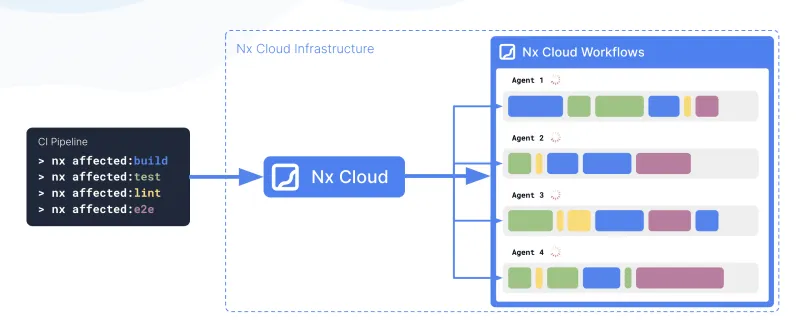 Nx Cloud Infrastructure
Nx Cloud Workflows
Agent 1
Agent 2
Agent 3
Agent 4
CI Pipeline
> nx affected:build
> nx affected:test
> nx affected:lint
> nx affected:e2e
Nx Cloud